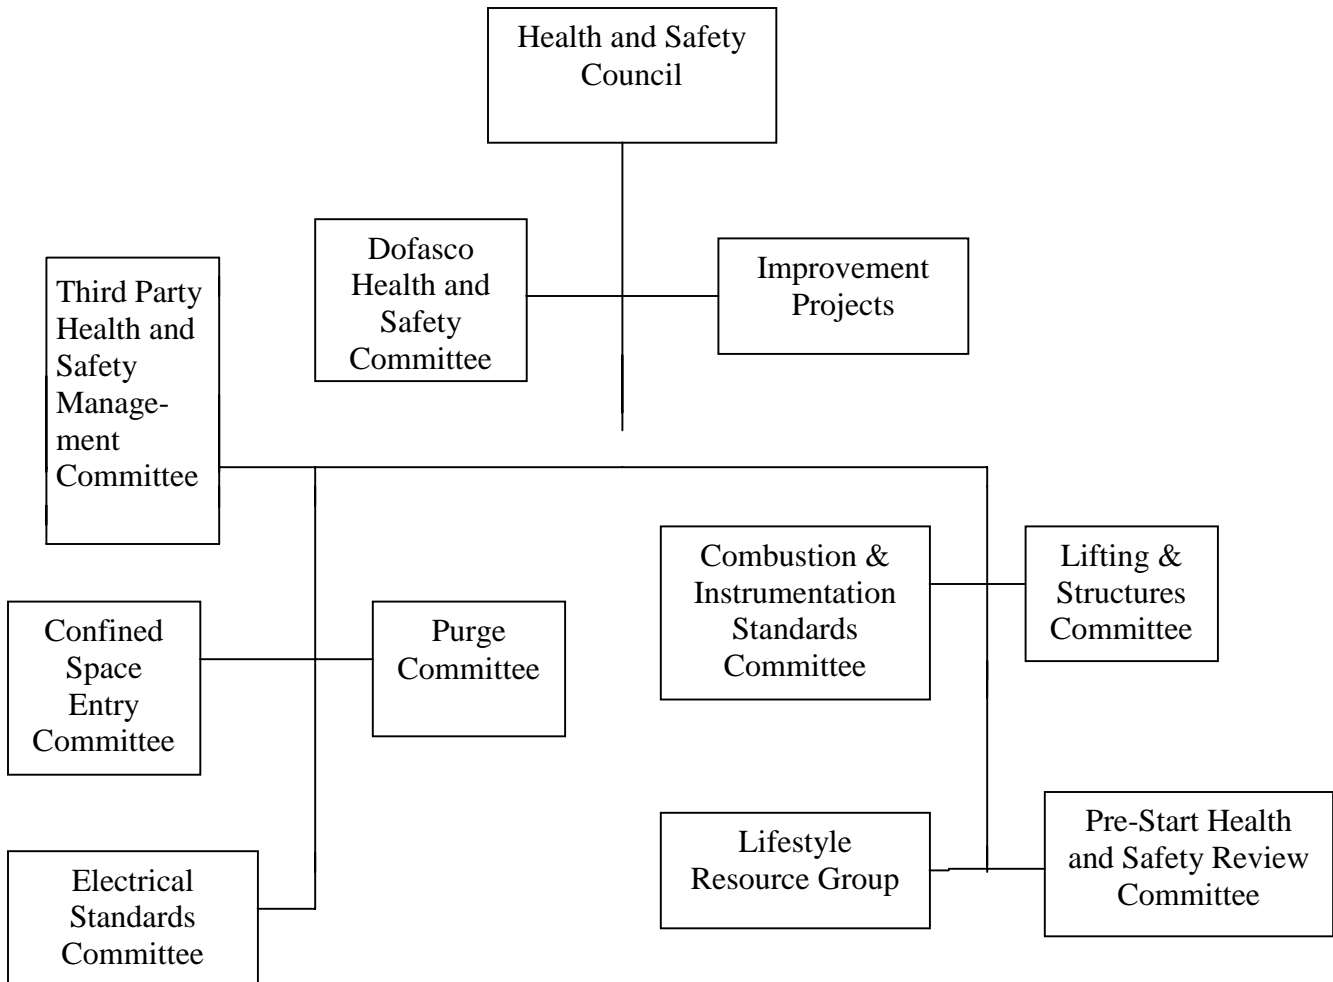 Health and Safety
Council
Dofasco
Health and
Safety
Committee
Improvement
Projects
Third Party
Health and
Safety
Manage-
ment
Committee
Combustion &
Instrumentation
Standards
Committee
Lifting &
Structures
Committee
Confined
Space
Entry
Committee
Purge
Committee
Lifestyle
Resource Group
Pre-Start Health
and Safety Review
Committee
Electrical
Standards
Committee